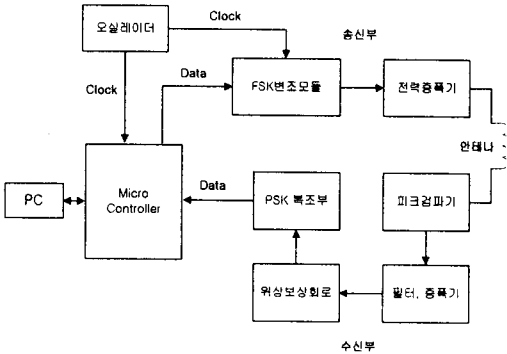 오실레이터
Clock
송신부
Data
FSK변조모듈
전력증폭기
Clock
안테나
PC
Micro
Controller
Data
PSK 복조부
피크검파기
위상보상회로
필터, 증폭기
수신부